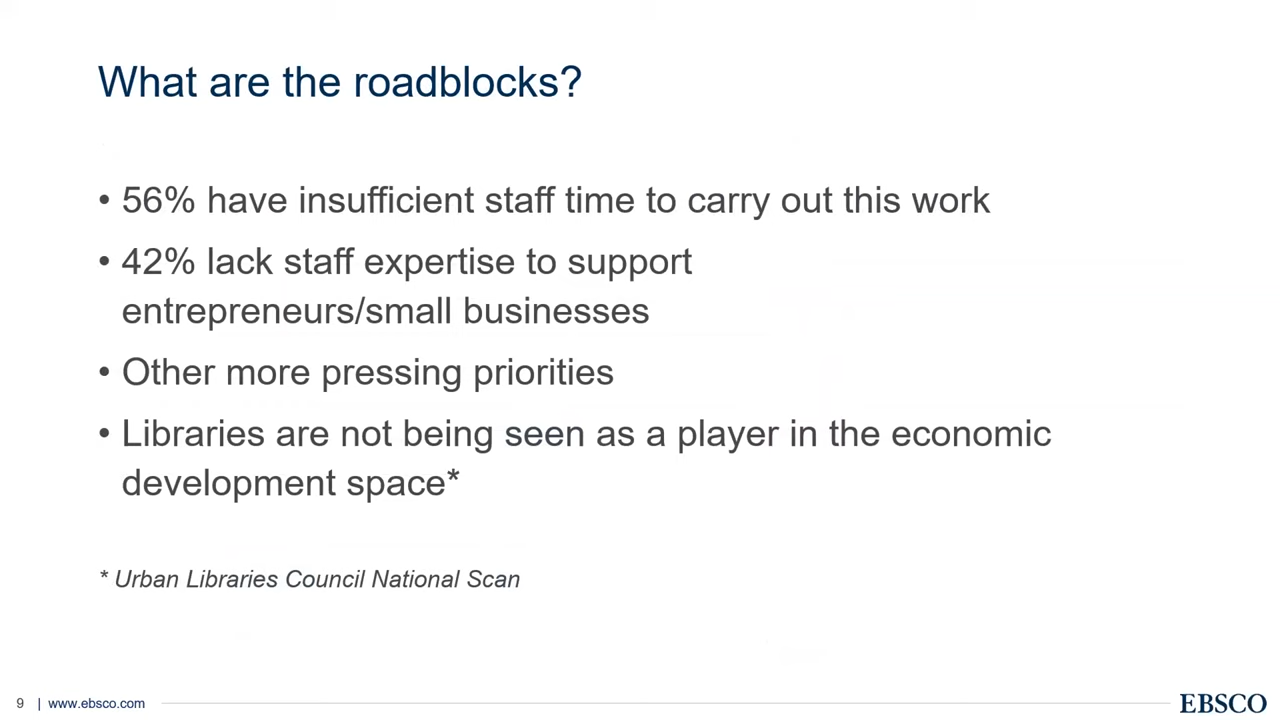 What are the roadblocks?
• 56% have insufficient staff time to carry out this work
• 42% lack staff expertise to support
entrepreneurs/small businesses
• Other more pressing priorities
• Libraries are not being seen as a player in the economic
development space*
* Urban Libraries Council National Scan
9 | www.ebsco.com
EBSCO